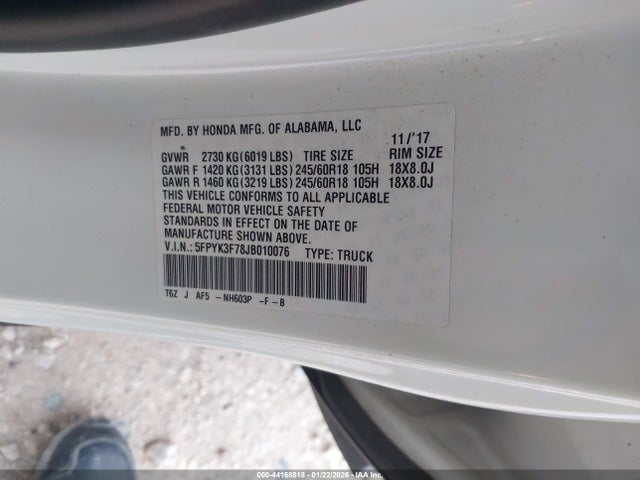 MFD. BY HONDA MFG. OF ALABAMA, LLC
11/'17
GVWR 2730 KG(6019 LBS) TIRE SIZE RIM SIZE
GAWR F 1420 KG(3131 LBS)245/60R18 105H 18X8.0J
GAWR R 1460 KG(3219 LBS)245/60R18 105H 18X8.0J
THIS VEHICLE CONFORMS TO ALL APPLICABLE
FEDERAL MOTOR VEHICLE SAFETY
STANDARDS IN EFFECT ON THE DATE OF
MANUFACTURE SHOWN ABOVE.
V.I.N.: 5FPYK3F78JB010076 TYPE: TRUCK
T6Z J AF5 -NH603P -F-B
000-44168818 - 01/22/2026 - IAAI.COM